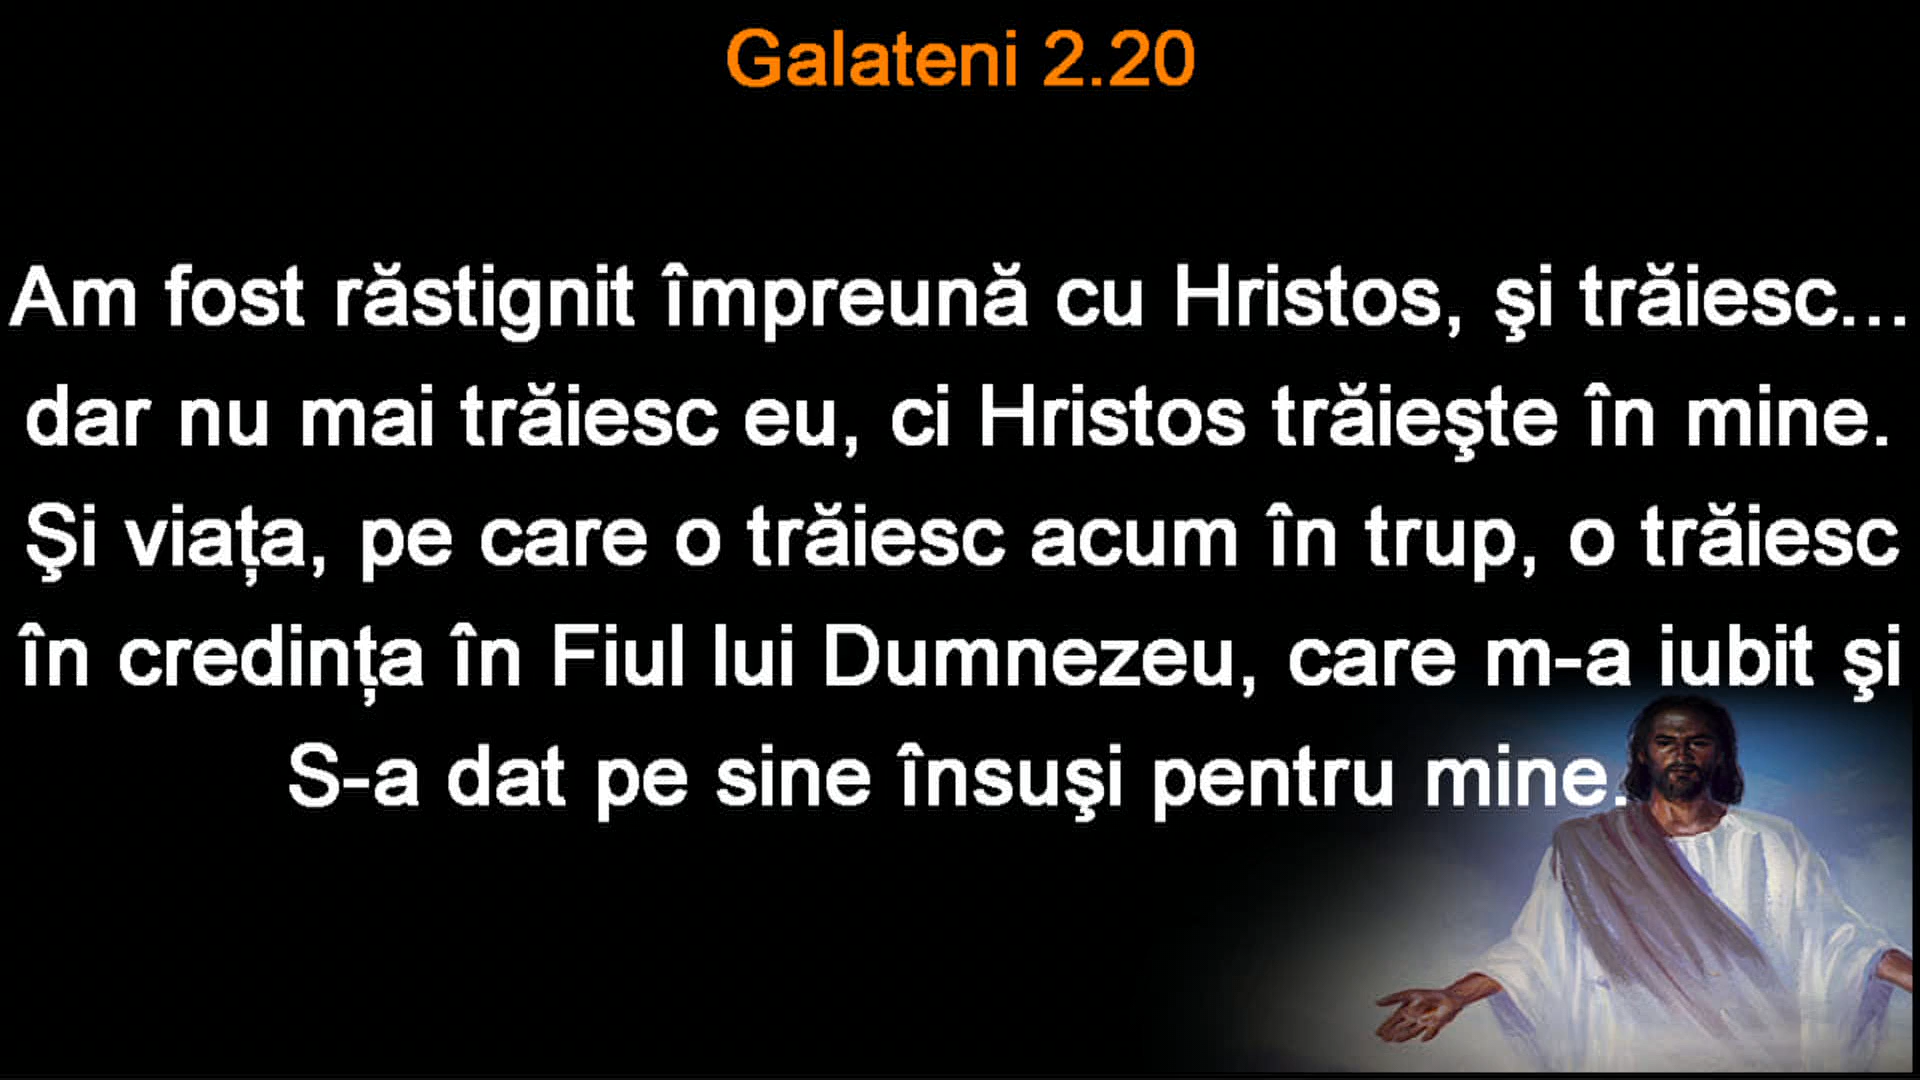 Galateni 2.20
Am fost răstignit împreună cu Hristos, şi trăiesc...
dar nu mai trăiesc eu, ci Hristos trăieşte în mine.
Şi viaţa, pe care o trăiesc acum în trup, o trăiesc
în credinţa în Fiul lui Dumnezeu, care m-a iubit şi
S-a dat pe sine însuşi pentru mine.